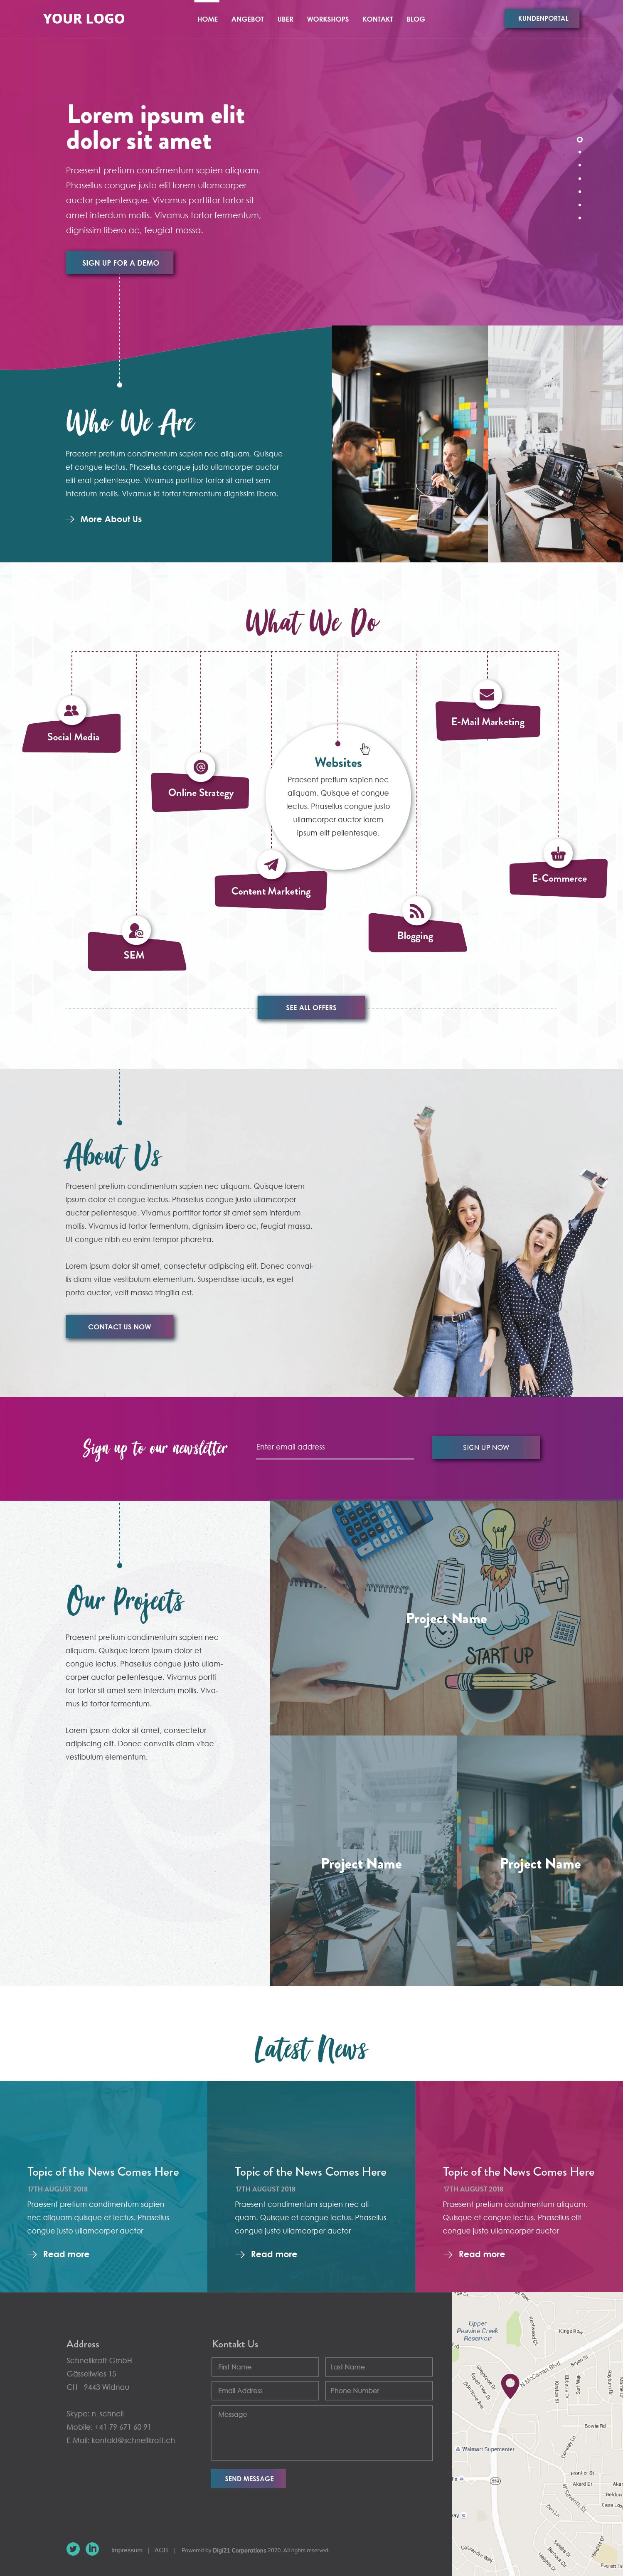 YOUR LOGO
HOME ANGEBOT UBER WORKSHOPS KONTAKT BLOG
KUNDENPORTAL
Lorem ipsum elit
dolor sit amet
Praesent pretium condimentum sapien aliquam.
Phasellus congue justo elit lorem ullamcorper
auctor pellentesque. Vivamus porttitor tortor sit
amet interdum mollis. Vivamus tortor fermentum,
dignissim libero ac, feugiat massa.
SIGN UP FOR A DEMO
Who We Are
Praesent pretium condimentum sapien nec aliquam. Quisque
et congue lectus. Phasellus congue justo ullamcorper auctor
elit erat pellentesque. Vivamus porttitor tortor sit amet sem
interdum mollis. Vivamus id tortor fermentum dignissim libero.
More About Us
What We Do
Social Media
E-Mail Marketing
Online Strategy
Websites
Praesent pretium sapien nec
aliquam. Quisque et congue
lectus. Phasellus congue justo
ullamcorper auctor lorem
ipsum elit pellentesque.
Content Marketing
E-Commerce
Blogging
SEM
SEE ALL OFFERS
About Us
Praesent pretium condimentum sapien nec aliquam. Quisque lorem
ipsum dolor et congue lectus. Phasellus congue justo ullamcorper
auctor pellentesque. Vivamus porttitor tortor sit amet sem interdum
mollis. Vivamus id tortor fermentum, dignissim libero ac, feugiat massa.
Ut congue nibh eu enim tempor pharetra.
Lorem ipsum dolor sit amet, consectetur adipiscing elit. Donec conval-
lis diam vitae vestibulum elementum. Suspendisse iaculis, ex eget
porta auctor, velit massa fringilla est.
CONTACT US NOW
Sign up to our newsletter
Enter email address
SIGN UP NOW
Our Projects
Praesent pretium condimentum sapien nec
aliquam. Quisque lorem ipsum dolor et
congue lectus. Phasellus congue justo ullam-
corper auctor pellentesque. Vivamus portti-
tor tortor sit amet sem interdum mollis. Viva-
mus id tortor fermentum.
Lorem ipsum dolor sit amet, consectetur
adipiscing elit. Donec convallis diam vitae
vestibulum elementum.
Project Name
START UP
Project Name
Project Name
Latest News
Topic of the News Comes Here
17TH AUGUST 2018
Praesent pretium condimentum sapien
nec aliquam quisque et lectus. Phasellus
congue justo ullamcorper auctor
Read more
Topic of the News Comes Here
17TH AUGUST 2018
Praesent condimentum sapien nec ali-
quam. Quisque et congue lectus. Phasellus
congue justo ullamcorper auctor
Read more
Topic of the News Comes Here
17TH AUGUST 2018
Praesent pretium condimentum aliquam.
Quisque et congue lectus. Phasellus elit
congue justo ullamcorper auctor
Read more
Address
Schnellkraft GmbH
Gässeliwies 15
CH - 9443 Widnau
Skype: n_schnell
Mobile: +41 79 671 60 91
E-Mail: kontakt@schnellkraft.ch
Kontakt Us
First Name
Last Name
Email Address
Phone Number
Message
SEND MESSAGE
Upper
Peavine Creek
Reservoir
Kings Row
N McCarran Blvd
Walmart Supercenter
Bowie Rd
W Seventh St
Impressum | AGB | Powered by Digi21 Corporations 2020. All rights reserved.